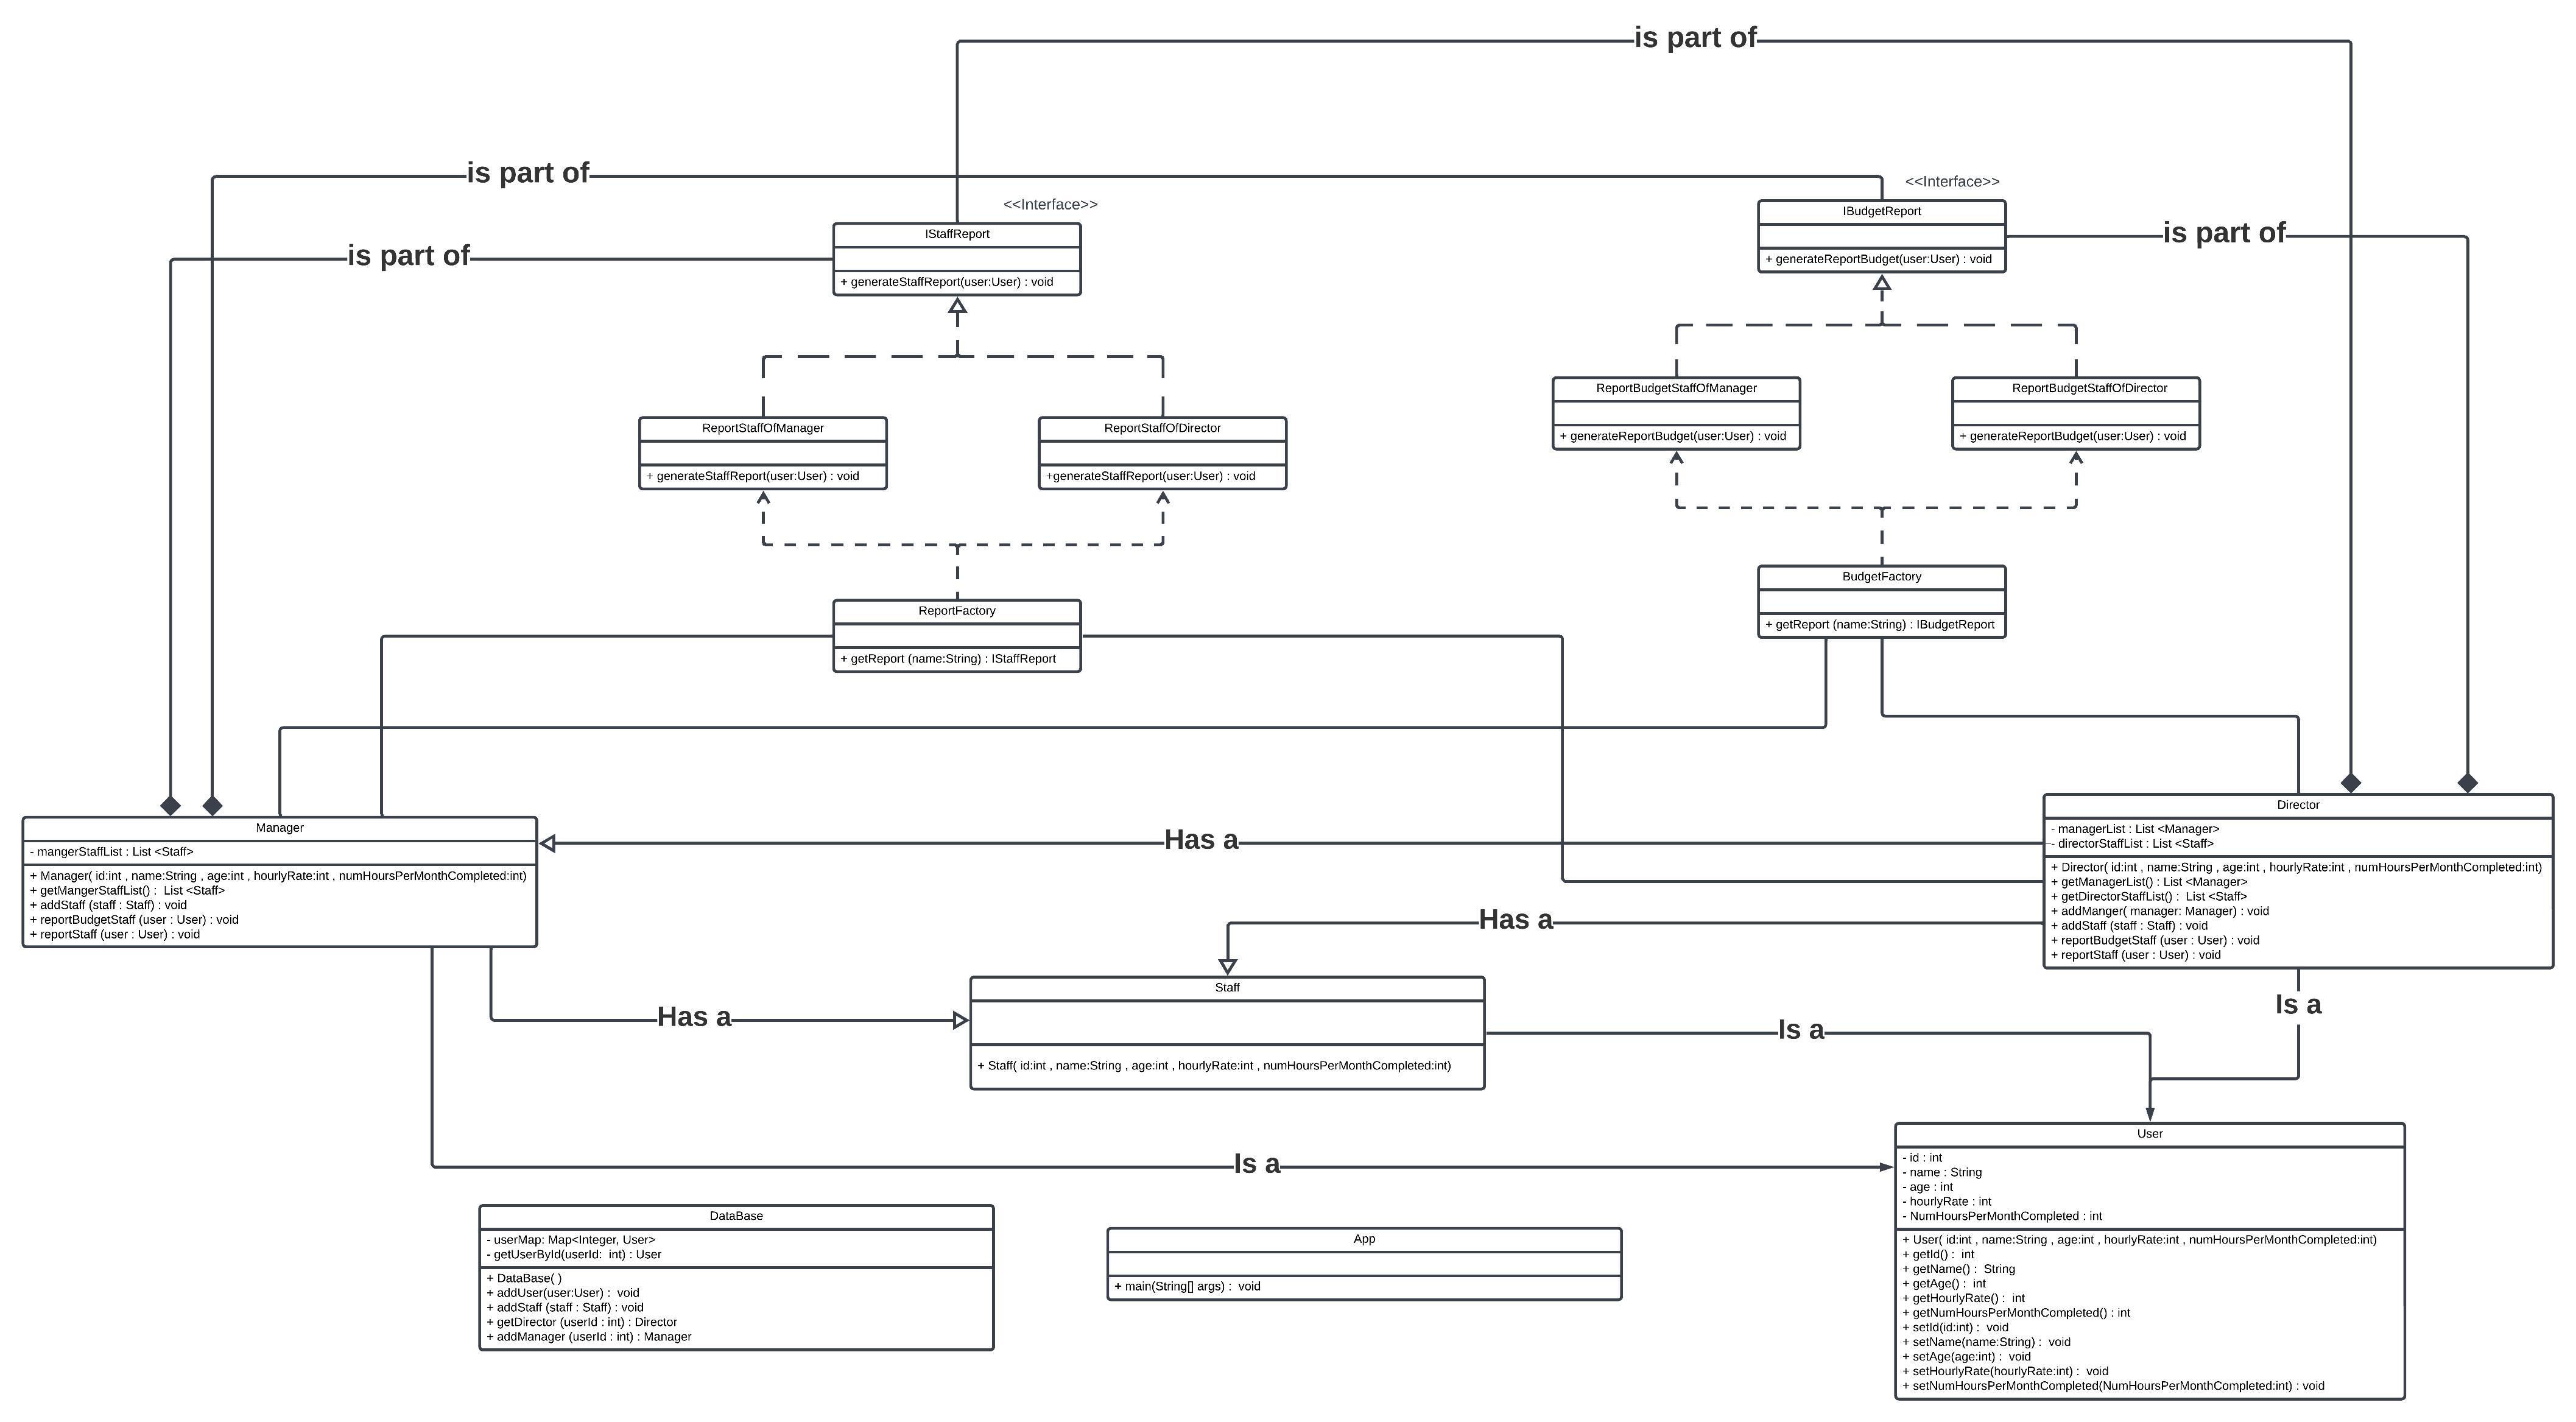 is part of
is part of
<<Interface>>
<<Interface>>
IBudgetReport
+ generateReportBudget(user:User) : void
is part of
IStaffReport
+ generateStaffReport(user:User) : void
is part of
ReportBudgetStaffOfManager
+ generateReportBudget(user:User) : void
ReportBudgetStaffOfDirector
+ generateReportBudget(user:User) : void
ReportStaffOfManager
+ generateStaffReport(user:User) : void
ReportStaffOfDirector
+generateStaffReport(user:User) : void
BudgetFactory
+ getReport (name:String) : IBudgetReport
ReportFactory
+ getReport (name:String) : IStaffReport
Manager
- mangerStaffList : List <Staff>
+ Manager( id:int , name:String , age:int , hourlyRate:int , numHoursPerMonthCompleted:int)
+ getMangerStaffList() :  List <Staff>
+ addStaff (staff : Staff) : void
+ reportBudgetStaff (user : User) : void
+ reportStaff (user : User) : void
Has a
Director
- managerList : List <Manager>
- directorStaffList : List <Staff>
+ Director( id:int , name:String , age:int , hourlyRate:int , numHoursPerMonthCompleted:int)
+ getManagerList() : List <Manager>
+ getDirectorStaffList() :  List <Staff>
+ addManger( manager: Manager) : void
+ addStaff (staff : Staff) : void
+ reportBudgetStaff (user : User) : void
+ reportStaff (user : User) : void
Has a
Has a
Staff
+ Staff( id:int , name:String , age:int , hourlyRate:int , numHoursPerMonthCompleted:int)
Is a
Is a
Is a
User
- id : int
- name : String
- age : int
- hourlyRate : int
- NumHoursPerMonthCompleted : int
+ User( id:int , name:String , age:int , hourlyRate:int , numHoursPerMonthCompleted:int)
+ getId() :  int
+ getName() :  String
+ getAge() :  int
+ getHourlyRate() :  int
+ getNumHoursPerMonthCompleted() : int
+ setId(id:int) :  void
+ setName(name:String) :  void
+ setAge(age:int) :  void
+ setHourlyRate(hourlyRate:int) :  void
+ setNumHoursPerMonthCompleted(NumHoursPerMonthCompleted:int) : void
DataBase
- userMap: Map<Integer, User>
- getUserById(userId:  int) : User
+ DataBase( )
+ addUser(user:User) :  void
+ addStaff (staff : Staff) : void
+ getDirector (userId : int) : Director
+ addManager (userId : int) : Manager
App
+ main(String[] args) :  void